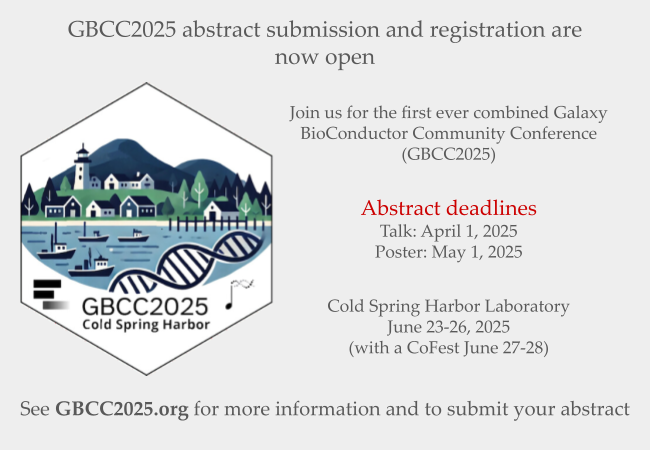 GBCC2025 abstract submission and registration are
now open
Join us for the first ever combined Galaxy
BioConductor Community Conference
(GBCC2025)
Abstract deadlines
Talk: April 1, 2025
Poster: May 1, 2025
GBCC2025
Cold Spring Harbor
Cold Spring Harbor Laboratory
June 23-26, 2025
(with a CoFest June 27-28)
See GBCC2025.org for more information and to submit your abstract